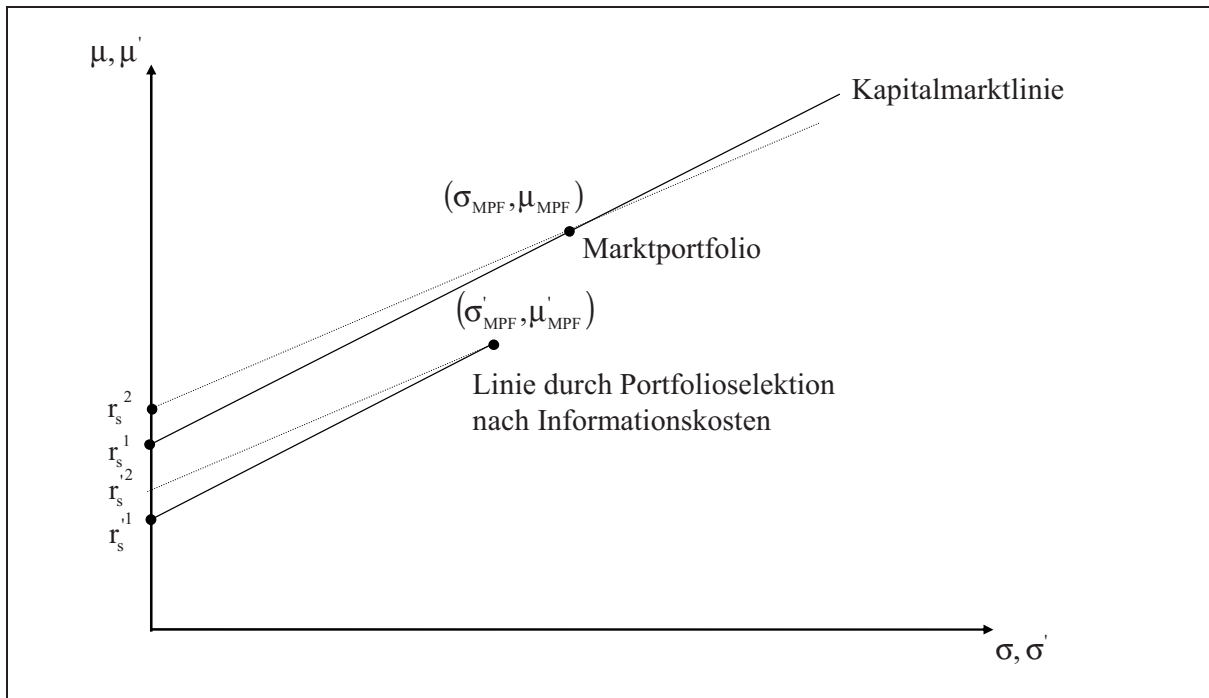 μ, μ'
Kapitalmarktlinie
(σ_MPF, μ_MPF)
Marktportfolio
(σ'_MPF, μ'_MPF)
Linie durch Portfolioselektion
nach Informationskosten
r_s^2
r_s^1
r_s^'2
r_s^'1
σ, σ'